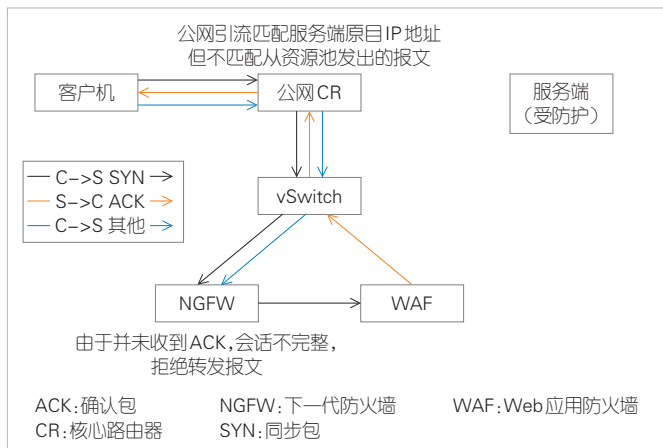 公网引流匹配服务端原目IP地址
但不匹配从资源池发出的报文
客户机
公网CR
服务端
（受防护）
C->S SYN
S->C ACK
C->S 其他
vSwitch
NGFW
WAF
由于并未收到ACK,会话不完整，
拒绝转发报文
ACK:确认包 NGFW:下一代防火墙 WAF:Web应用防火墙
CR:核心路由器 SYN:同步包